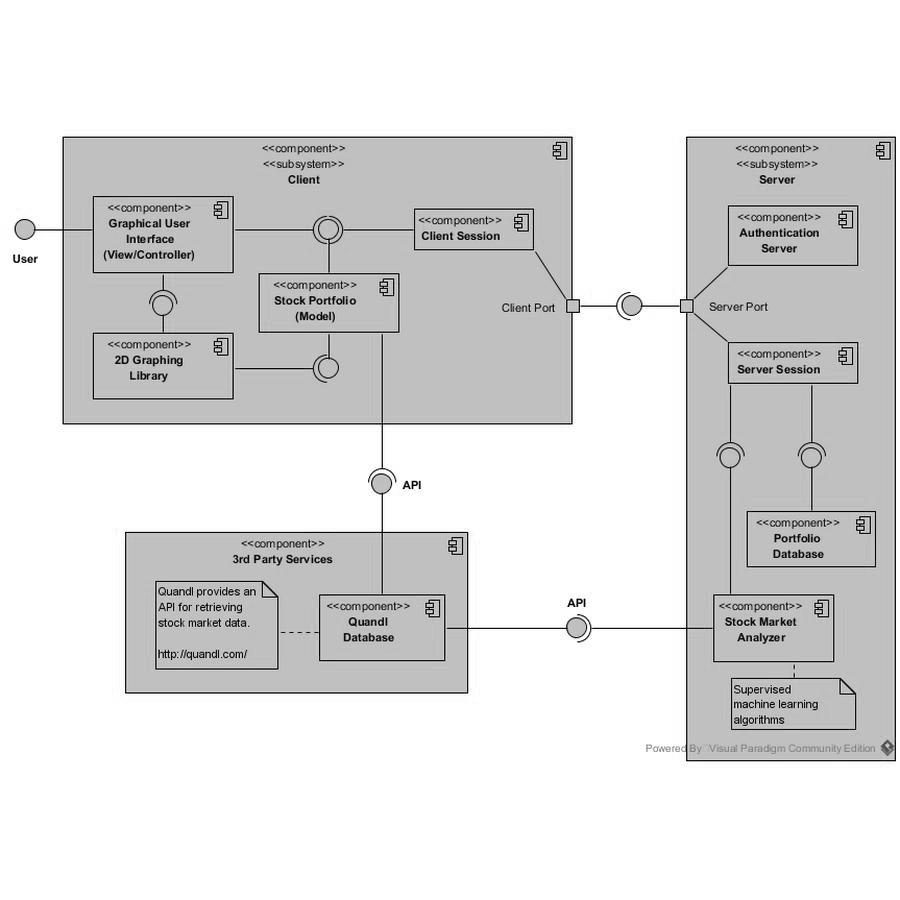 <<component>>
<<subsystem>>
Client
<<component>>
Graphical User
Interface
(View/Controller)
<<component>>
Client Session
User
<<component>>
Stock Portfolio
(Model)
Client Port
<<component>>
2D Graphing
Library
<<component>>
<<subsystem>>
Server
<<component>>
Authentication
Server
Server Port
<<component>>
Server Session
API
<<component>>
3rd Party Services
Quandl provides an
API for retrieving
stock market data.
http://quandl.com/
<<component>>
Quandl
Database
API
<<component>>
Portfolio
Database
<<component>>
Stock Market
Analyzer
Supervised
machine learning
algorithms
Powered By Visual Paradigm Community Edition